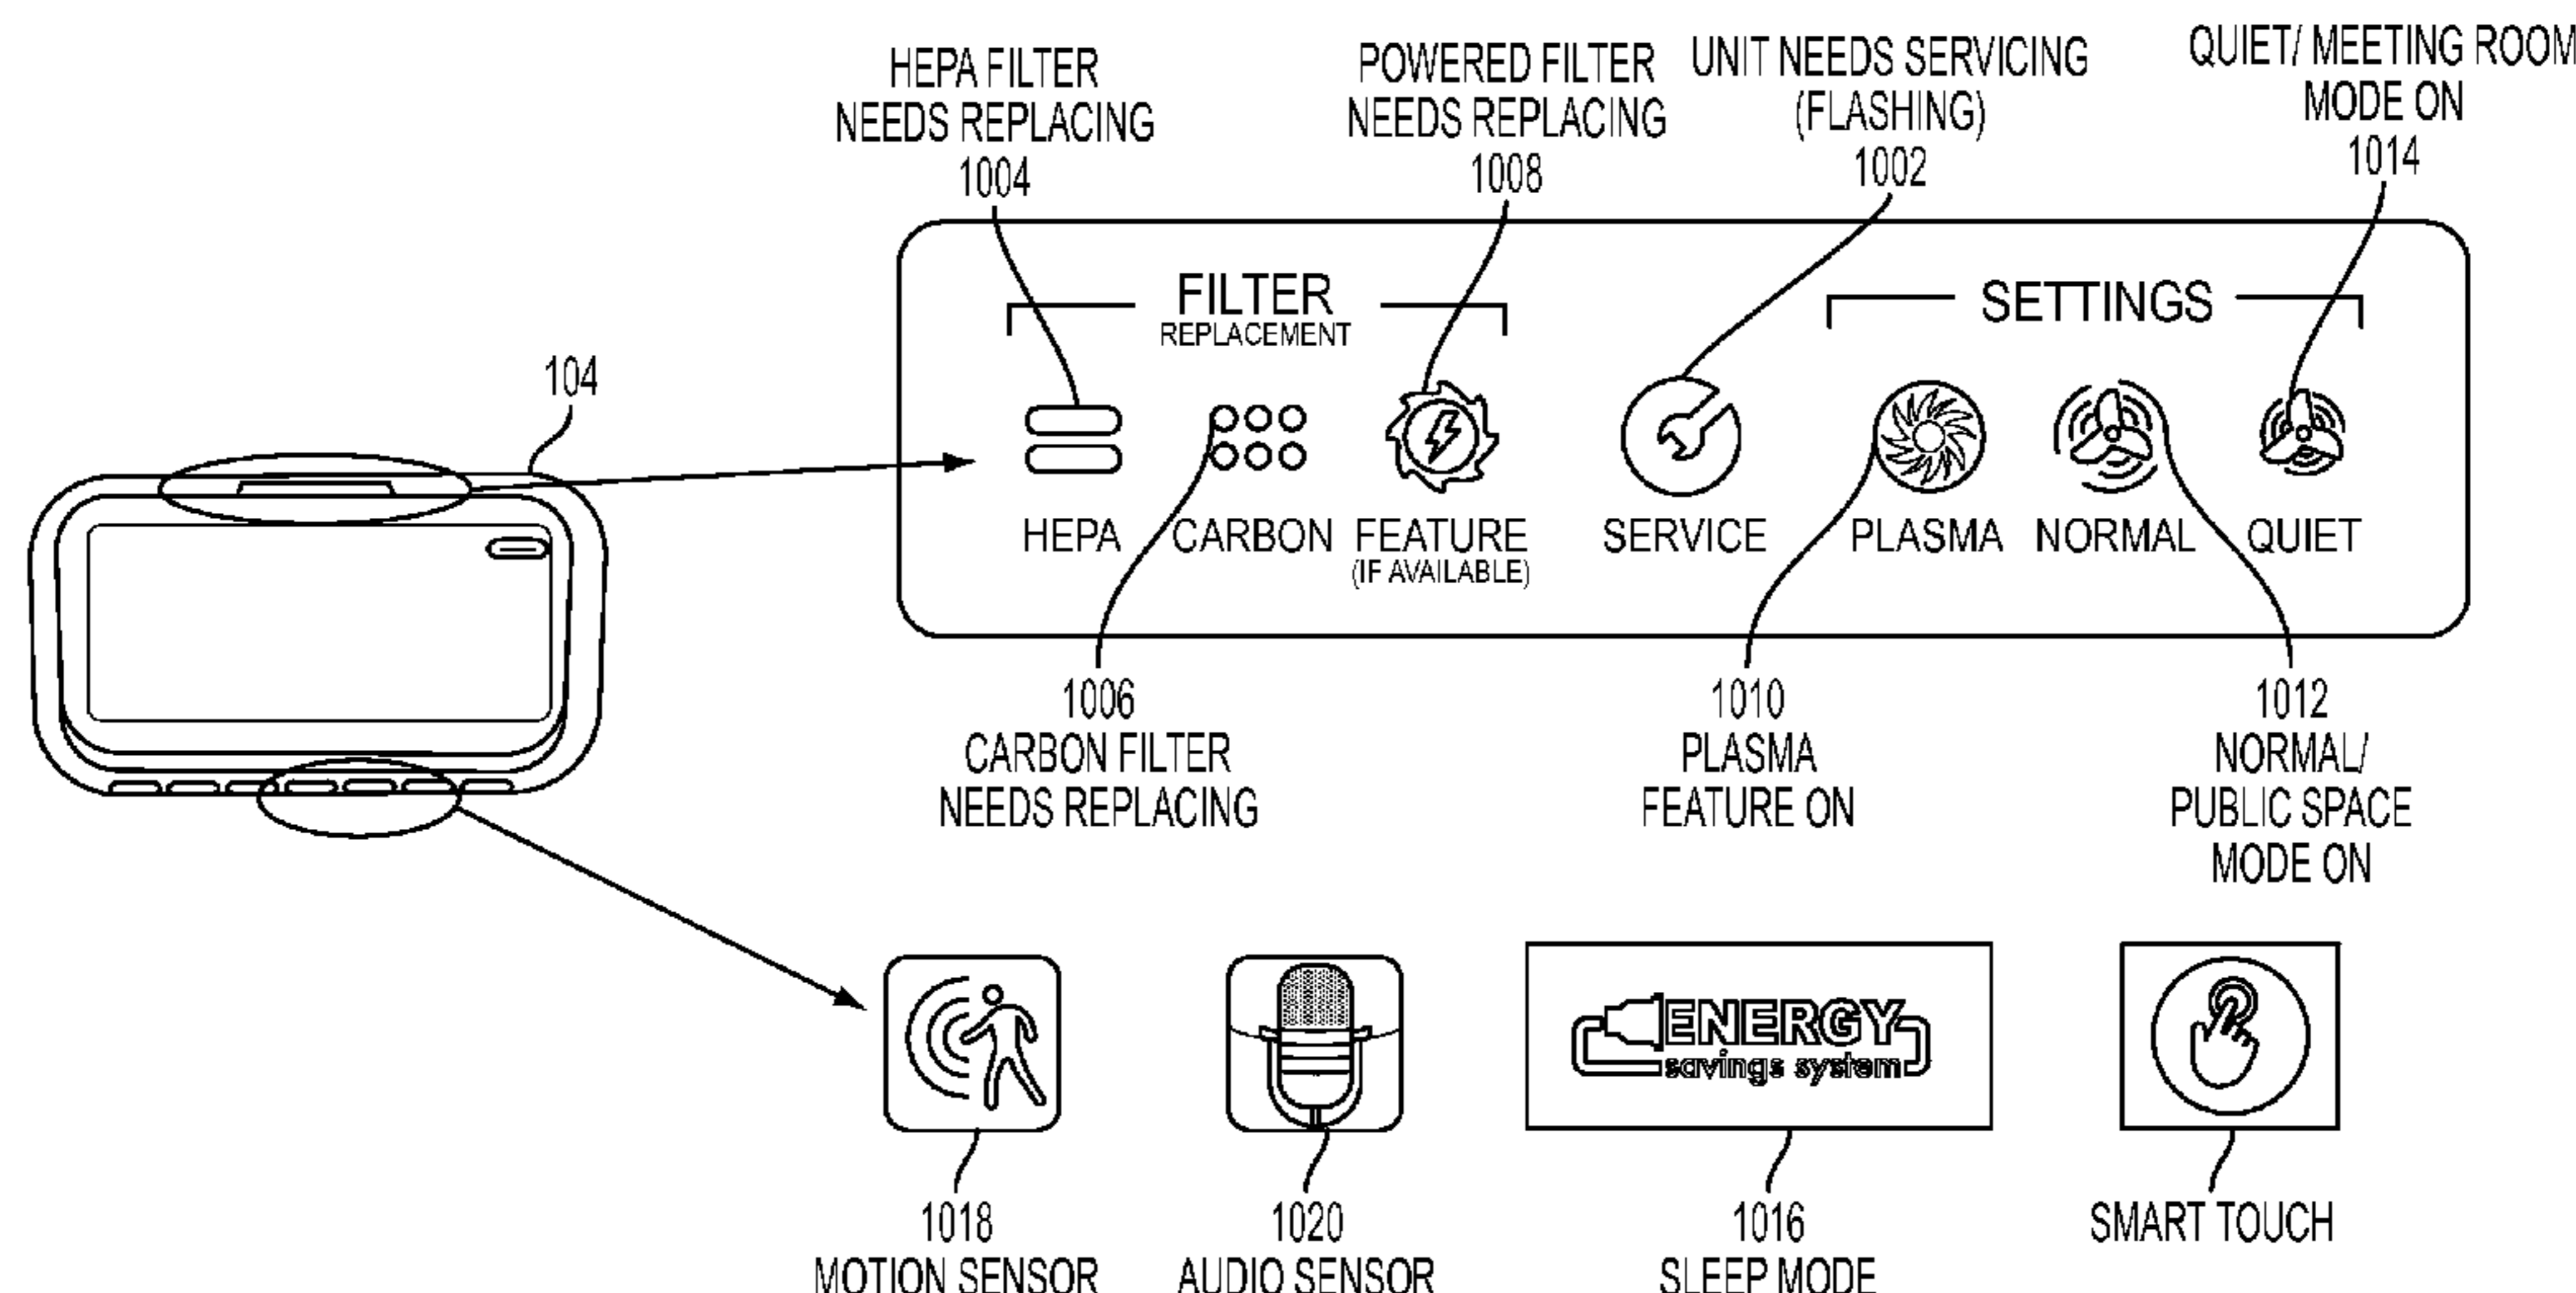 HEPA FILTER
NEEDS REPLACING
1004
POWERED FILTER
NEEDS REPLACING
1008
UNIT NEEDS SERVICING
(FLASHING)
1002
QUIET/ MEETING ROOM
MODE ON
1014
104
FILTER
REPLACEMENT
SETTINGS
HEPA
CARBON
FEATURE
(IF AVAILABLE)
SERVICE
PLASMA
NORMAL
QUIET
1006
CARBON FILTER
NEEDS REPLACING
1010
PLASMA
FEATURE ON
1012
NORMAL/
PUBLIC SPACE
MODE ON
ENERGY
savings system
1018
MOTION SENSOR
1020
AUDIO SENSOR
1016
SLEEP MODE
SMART TOUCH